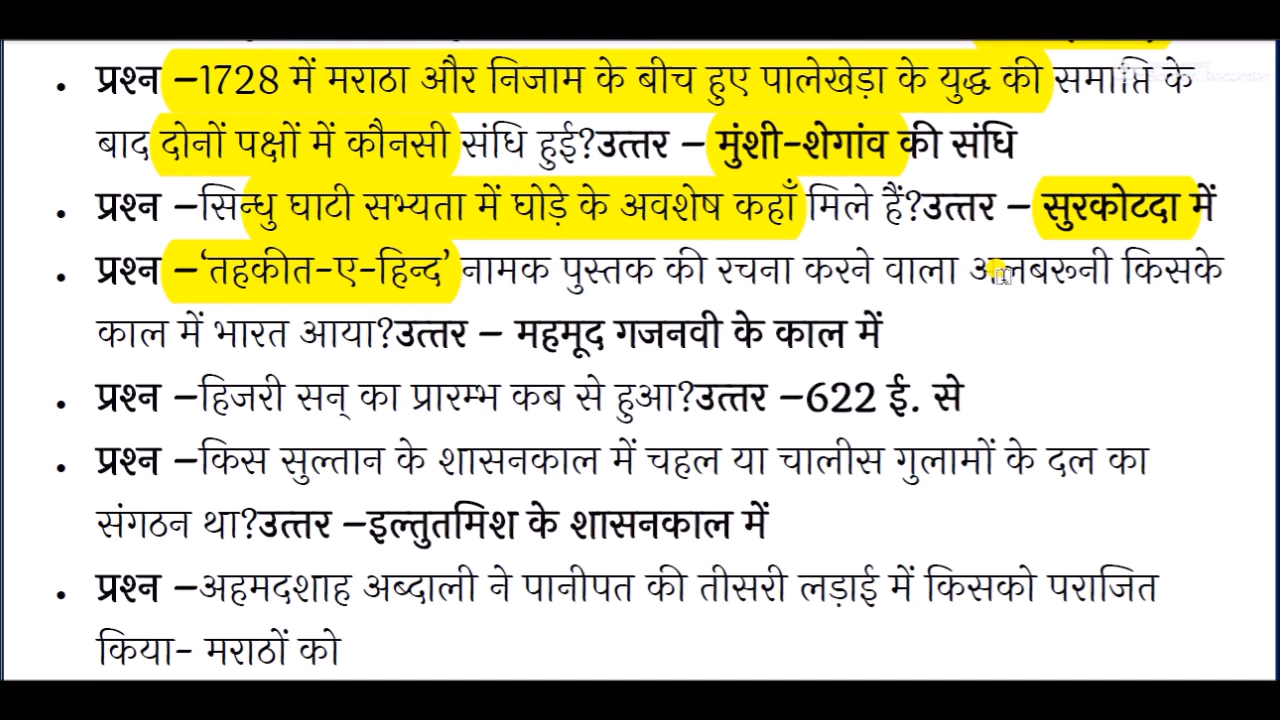 • प्रश्न –1728 में मराठा और निजाम के बीच हुए पालेखेड़ा के युद्ध की समाप्ति के
बाद दोनों पक्षों में कौनसी संधि हुई?उत्तर – मुंशी-शेगांव की संधि
• प्रश्न –सिन्धु घाटी सभ्यता में घोड़े के अवशेष कहाँ मिले हैं?उत्तर – सुरकोटदा में
• प्रश्न –‘तहकीत-ए-हिन्द’ नामक पुस्तक की रचना करने वाला अलबरूनी किसके
काल में भारत आया?उत्तर – महमूद गजनवी के काल में
• प्रश्न –हिजरी सन् का प्रारम्भ कब से हुआ?उत्तर –622 ई. से
• प्रश्न –किस सुल्तान के शासनकाल में चहल या चालीस गुलामों के दल का
संगठन था?उत्तर –इल्तुतमिश के शासनकाल में
• प्रश्न –अहमदशाह अब्दाली ने पानीपत की तीसरी लड़ाई में किसको पराजित
किया- मराठों को